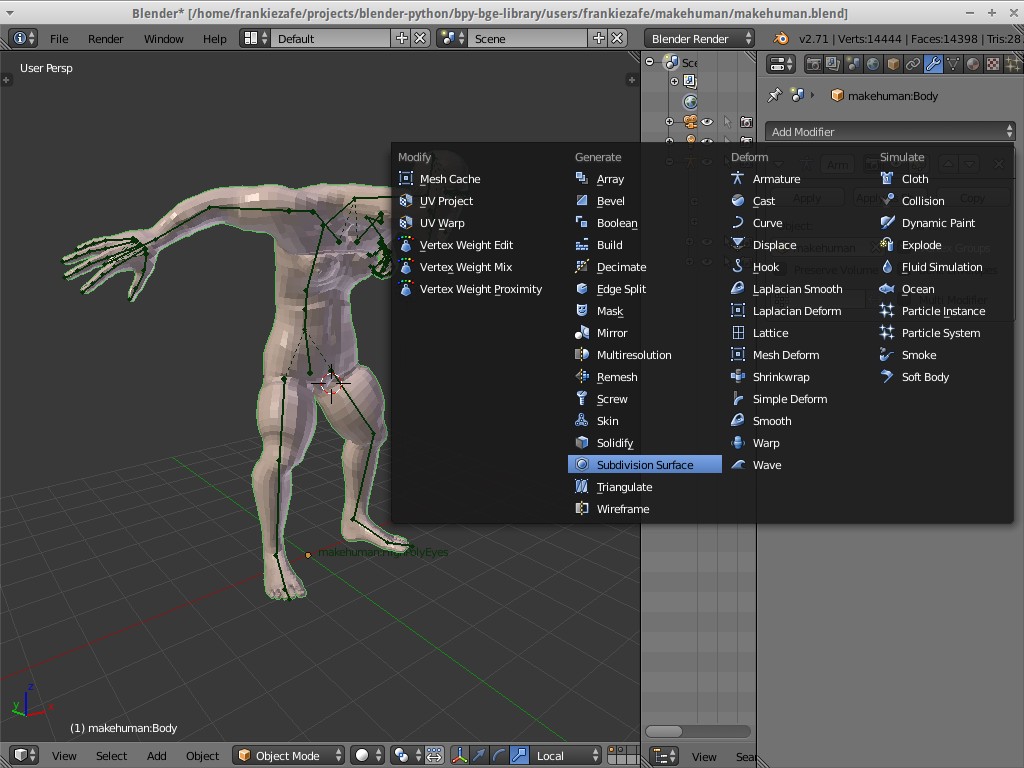 Blender* [/home/frankiezafe/projects/blender-python/bpy-bge-library/users/frankiezafe/makehuman/makehuman.blend]
File Render Window Help Default Scene Blender Render v2.71 | Verts:14444 | Faces:14398 | Tris:28
User Persp
Sce
makehuman:Body
Add Modifier
Modify Generate Deform Simulate
Mesh Cache Array Armature Cloth
UV Project Bevel Cast Collision
UV Warp Boolean Curve Dynamic Paint
Vertex Weight Edit Build Displace Explode
Vertex Weight Mix Decimate Hook Fluid Simulation
Vertex Weight Proximity Edge Split Laplacian Smooth Ocean
Mask Laplacian Deform Particle Instance
Mirror Lattice Particle System
Multiresolution Mesh Deform Smoke
Remesh Shrinkwrap Soft Body
Screw Simple Deform
Skin Smooth
Solidify Warp
Subdivision Surface Wave
Triangulate
Wireframe
z
y x
(1) makehuman:Body
View Select Add Object Object Mode Local View Sear